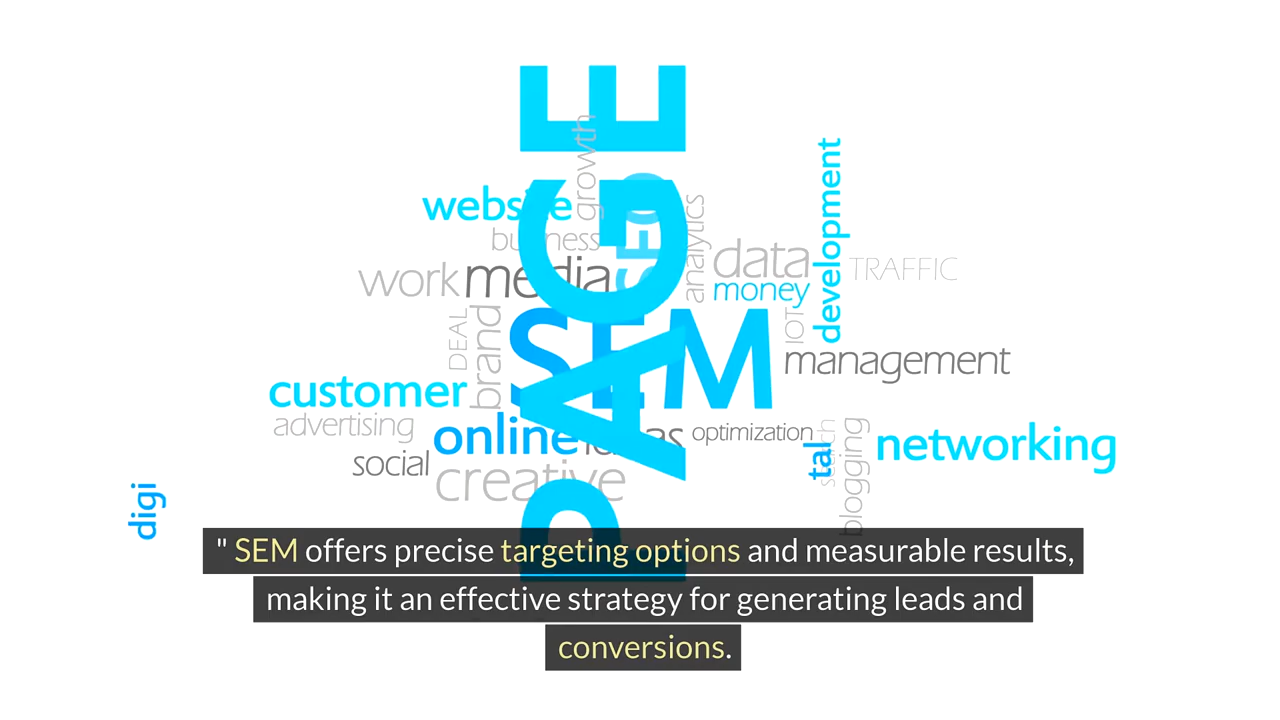 PAGE
growth
website
SEO
business
analytics
development
data
TRAFFIC
work
media
money
IOT
DEAL
brand
SEM
management
customer
advertising
online
optimization
social
creative
tal
blogging
networking
digi
" SEM offers precise targeting options and measurable results,
making it an effective strategy for generating leads and
conversions.